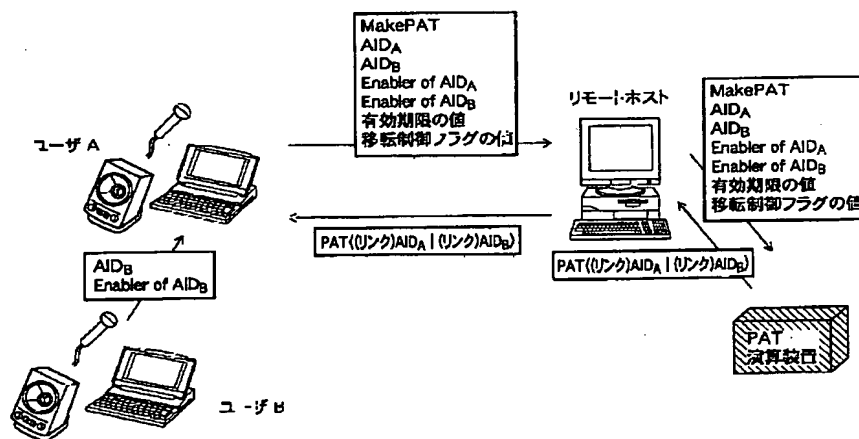 MakePAT
AIDA
AIDB
Enabler of AIDA
Enabler of AIDB
有効期限の値
移転制御フラグの値
リモートホスト
MakePAT
AIDA
AIDB
Enabler of AIDA
Enabler of AIDB
有効期限の値
移転制御フラグの値
ユーザ A
PAT((リンク)AIDA | (リンク)AIDB)
PAT((リンク)AIDA | (リンク)AIDB)
AIDB
Enabler of AIDB
PAT
演算装置
ユーザ B